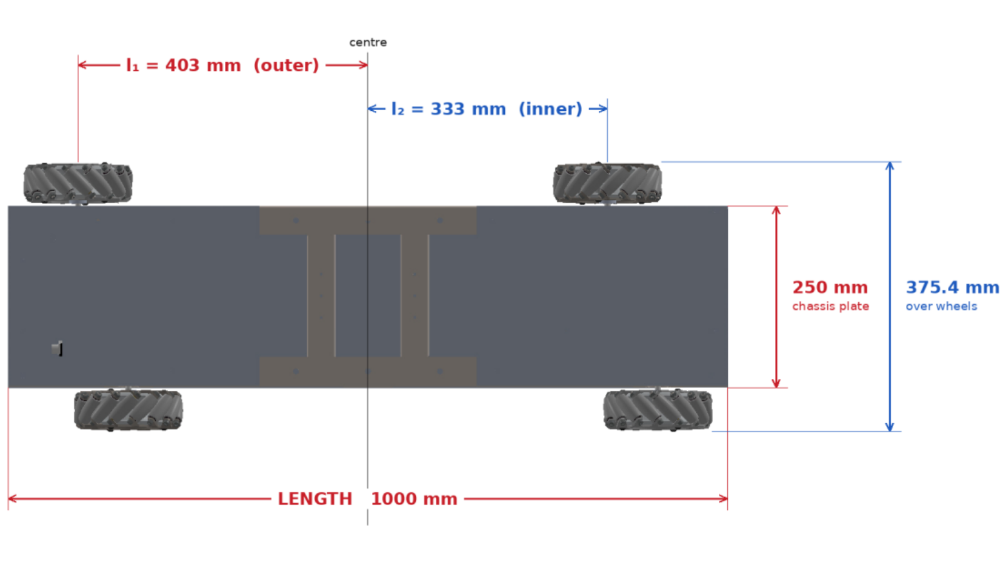 centre
l₁ = 403 mm  (outer)
l₂ = 333 mm  (inner)
250 mm
chassis plate
375.4 mm
over wheels
LENGTH   1000 mm